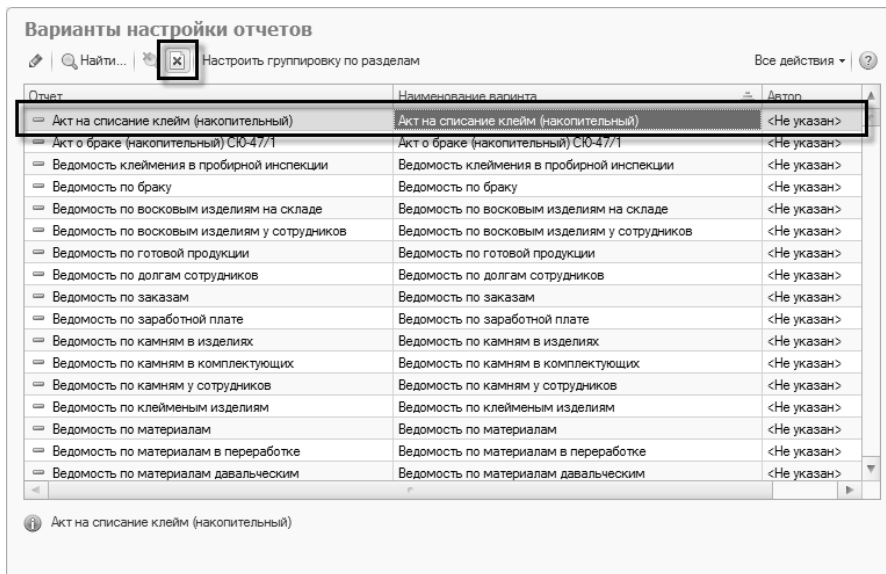 Варианты настройки отчетов
Найти... Настроить группировку по разделам Все действия ?
Отчет Наименование варинта Автор
Акт на списание клейм (накопительный) Акт на списание клейм (накопительный) <Не указан>
Акт о браке (накопительный) СЮ-47/1 Акт о браке (накопительный) СЮ-47/1 <Не указан>
Ведомость клеймения в пробирной инспекции Ведомость клеймения в пробирной инспекции <Не указан>
Ведомость по браку Ведомость по браку <Не указан>
Ведомость по восковым изделиям на складе Ведомость по восковым изделиям на складе <Не указан>
Ведомость по восковым изделиям у сотрудников Ведомость по восковым изделиям у сотрудников <Не указан>
Ведомость по готовой продукции Ведомость по готовой продукции <Не указан>
Ведомость по долгам сотрудников Ведомость по долгам сотрудников <Не указан>
Ведомость по заказам Ведомость по заказам <Не указан>
Ведомость по заработной плате Ведомость по заработной плате <Не указан>
Ведомость по камням в изделиях Ведомость по камням в изделиях <Не указан>
Ведомость по камням в комплектующих Ведомость по камням в комплектующих <Не указан>
Ведомость по камням у сотрудников Ведомость по камням у сотрудников <Не указан>
Ведомость по клейменым изделиям Ведомость по клейменым изделиям <Не указан>
Ведомость по материалам Ведомость по материалам <Не указан>
Ведомость по материалам в переработке Ведомость по материалам в переработке <Не указан>
Ведомость по материалам давальческим Ведомость по материалам давальческим <Не указан>
Акт на списание клейм (накопительный)